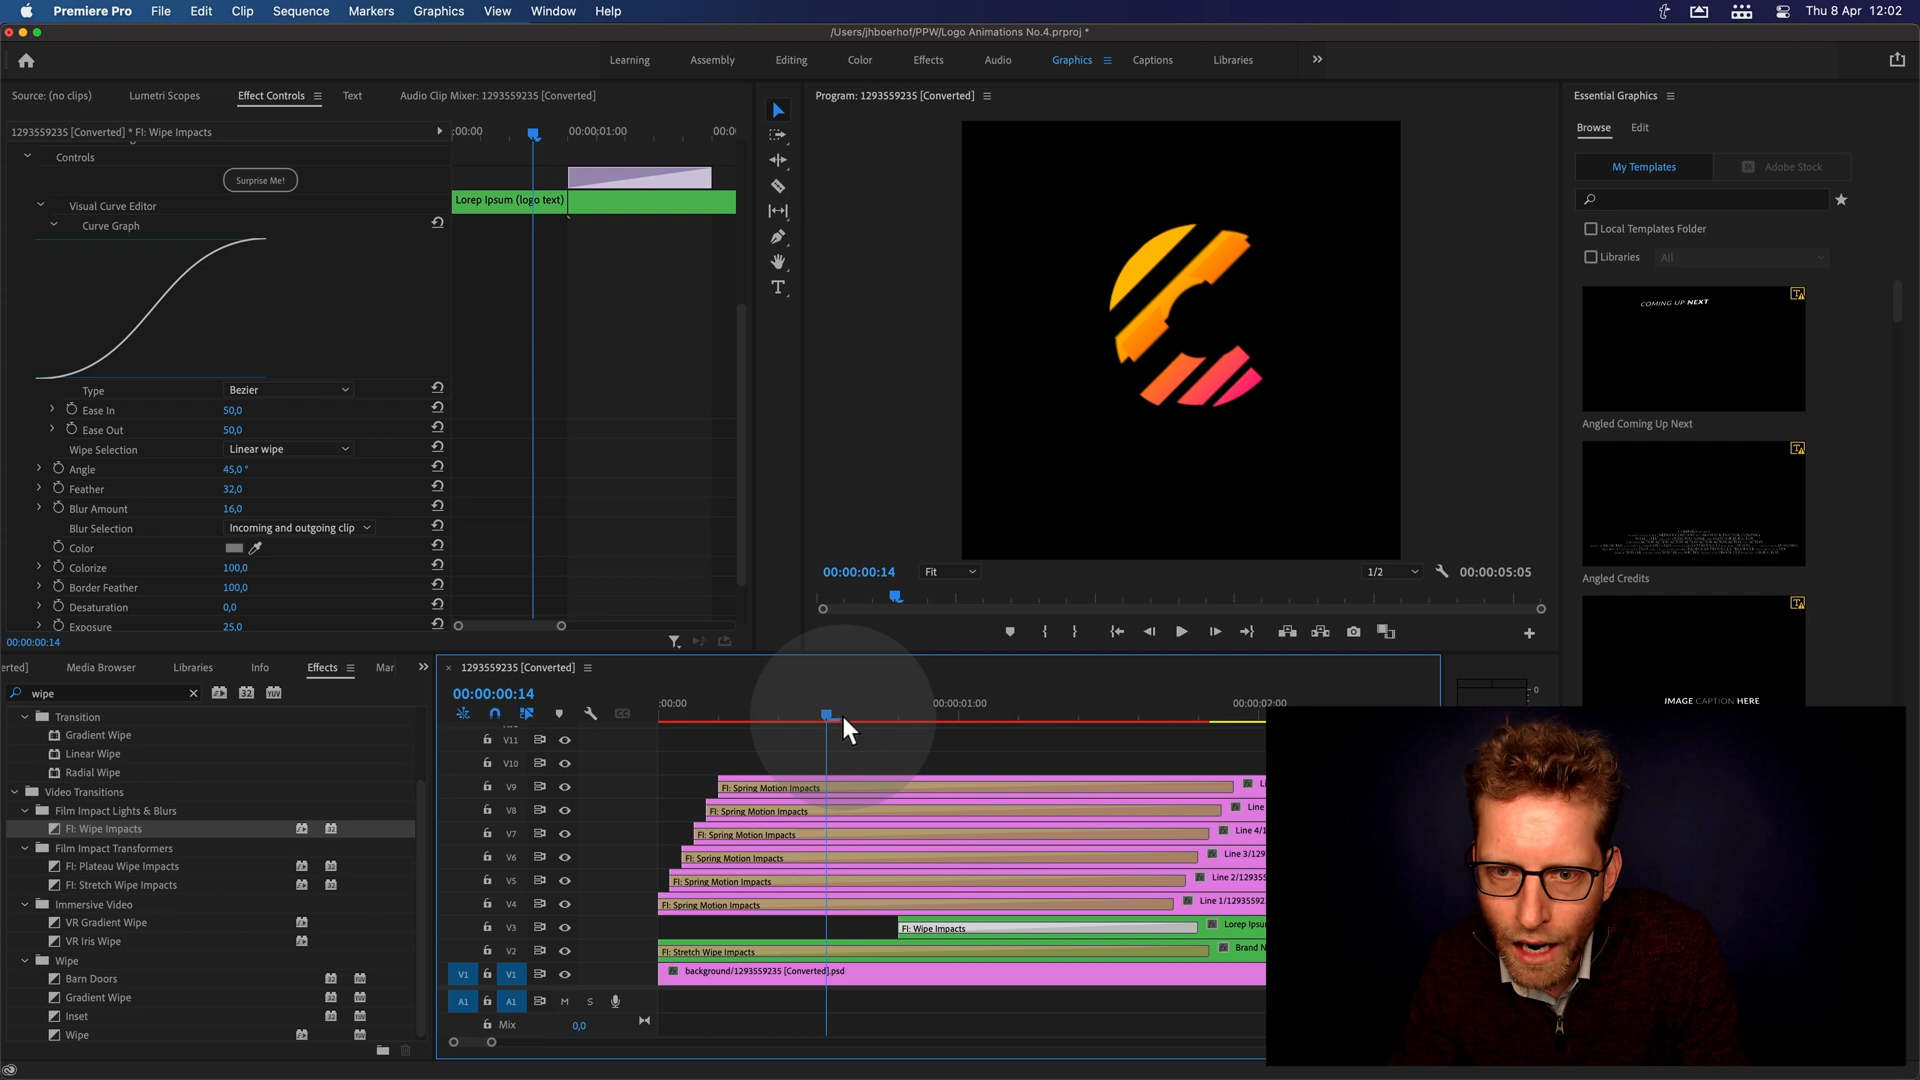 Premiere Pro File Edit Clip Sequence Markers Graphics View Window Help Thu 8 Apr 12:02
/Users/jhboerhof/PPW/Logo Animations No.4.prproj *
Learning Assembly Editing Color Effects Audio Graphics Captions Libraries
Source: (no clips) Lumetri Scopes Effect Controls Text Audio Clip Mixer: 1293559235 [Converted]
1293559235 [Converted] * FI: Wipe Impacts
:00:00 00:00:01:00 00:0
Controls
Surprise Me!
Visual Curve Editor
Lorep Ipsum (logo text)
Curve Graph
Type Bezier
Ease In 50,0
Ease Out 50,0
Wipe Selection Linear wipe
Angle 45,0 °
Feather 32,0
Blur Amount 16,0
Blur Selection Incoming and outgoing clip
Color
Colorize 100,0
Border Feather 100,0
Desaturation 0,0
Exposure 25,0
00:00:00:14
Program: 1293559235 [Converted]
00:00:00:14 Fit 1/2 00:00:05:05
Essential Graphics
Browse Edit
My Templates Adobe Stock
Local Templates Folder
Libraries All
COMING UP NEXT
Angled Coming Up Next
Angled Credits
IMAGE CAPTION HERE
erted] Media Browser Libraries Info Effects Mar
wipe
Transition
Gradient Wipe
Linear Wipe
Radial Wipe
Video Transitions
Film Impact Lights & Blurs
FI: Wipe Impacts
Film Impact Transformers
FI: Plateau Wipe Impacts
FI: Stretch Wipe Impacts
Immersive Video
VR Gradient Wipe
VR Iris Wipe
Wipe
Barn Doors
Gradient Wipe
Inset
Wipe
1293559235 [Converted]
00:00:00:14
:00:00 00:00:01:00 00:00:02:00
V11
V10
V9 FI: Spring Motion Impacts
V8 FI: Spring Motion Impacts Line
V7 FI: Spring Motion Impacts Line 4/1
V6 FI: Spring Motion Impacts Line 3/129
V5 FI: Spring Motion Impacts Line 2/12935
V4 FI: Spring Motion Impacts Line 1/1293559
V3 FI: Wipe Impacts Lorep Ipsu
V2 FI: Stretch Wipe Impacts Brand N
V1 V1 background/1293559235 [Converted].psd
A1 A1 M S
Mix 0,0
0